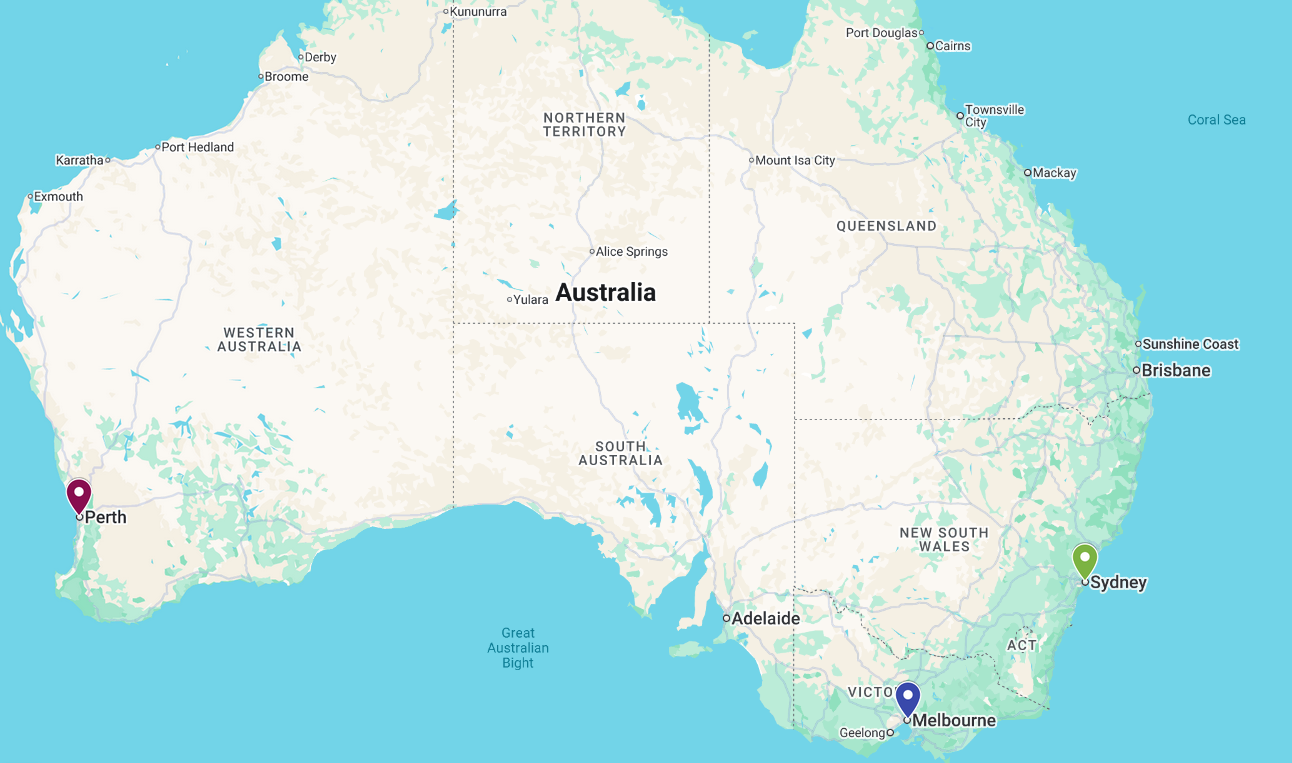 Kununurra
Port Douglas
Cairns
Derby
Broome
Townsville
City
NORTHERN
TERRITORY
Coral Sea
Port Hedland
Karratha
Mount Isa City
Mackay
Exmouth
QUEENSLAND
Alice Springs
Yulara
Australia
WESTERN
AUSTRALIA
Sunshine Coast
Brisbane
SOUTH
AUSTRALIA
Perth
NEW SOUTH
WALES
Sydney
Adelaide
Great
Australian
Bight
ACT
VICTO
Melbourne
Geelong